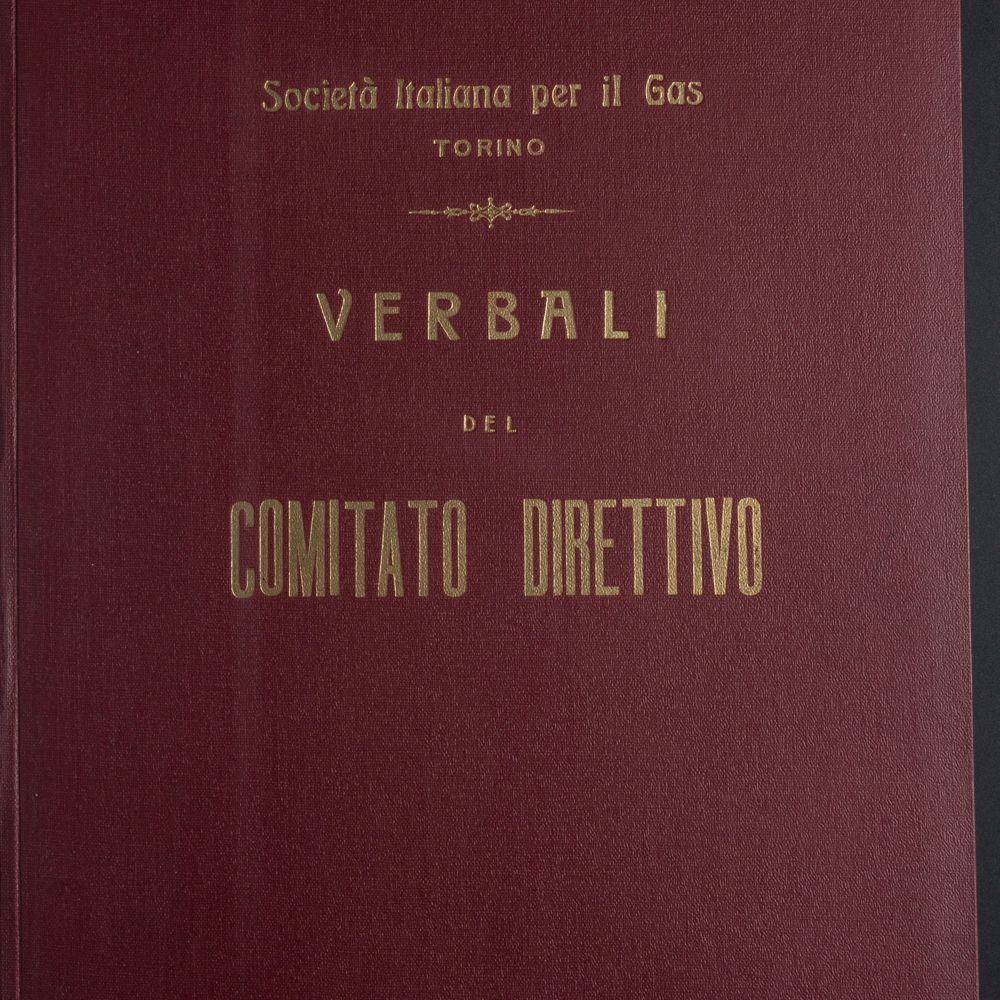 Società Italiana per il Gas
TORINO
VERBALI
DEL
COMITATO DIRETTIVO